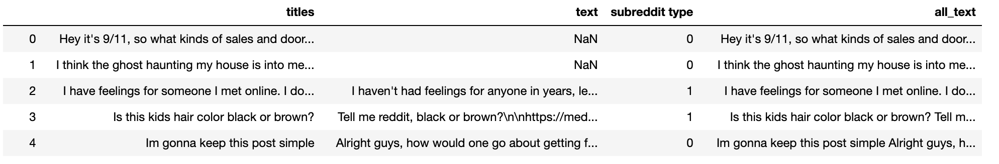 titles text subreddit type all_text
0 Hey it's 9/11, so what kinds of sales and door... NaN 0 Hey it's 9/11, so what kinds of sales and door...
1 I think the ghost haunting my house is into me... NaN 0 I think the ghost haunting my house is into me...
2 I have feelings for someone I met online. I do... I haven't had feelings for anyone in years, le... 1 I have feelings for someone I met online. I do...
3 Is this kids hair color black or brown? Tell me reddit, black or brown?\n\nhttps://med... 1 Is this kids hair color black or brown? Tell m...
4 Im gonna keep this post simple Alright guys, how would one go about getting f... 0 Im gonna keep this post simple Alright guys, h...